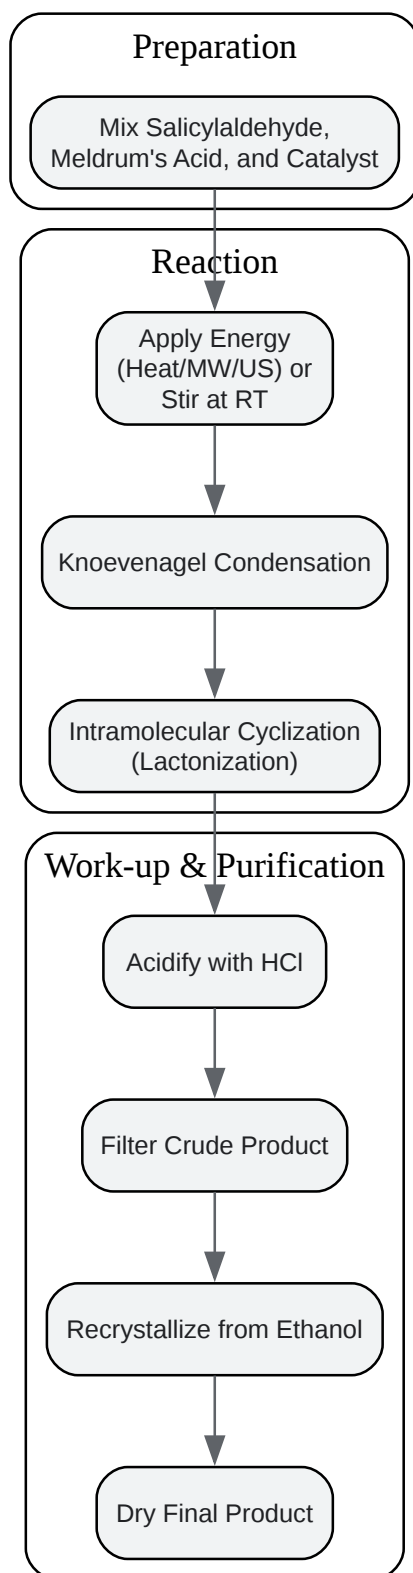 Preparation
Mix Salicylaldehyde,
Meldrum's Acid, and Catalyst
Reaction
Apply Energy
(Heat/MW/US) or
Stir at RT
Knoevenagel Condensation
Intramolecular Cyclization
(Lactonization)
Work-up & Purification
Acidify with HCl
Filter Crude Product
Recrystallize from Ethanol
Dry Final Product